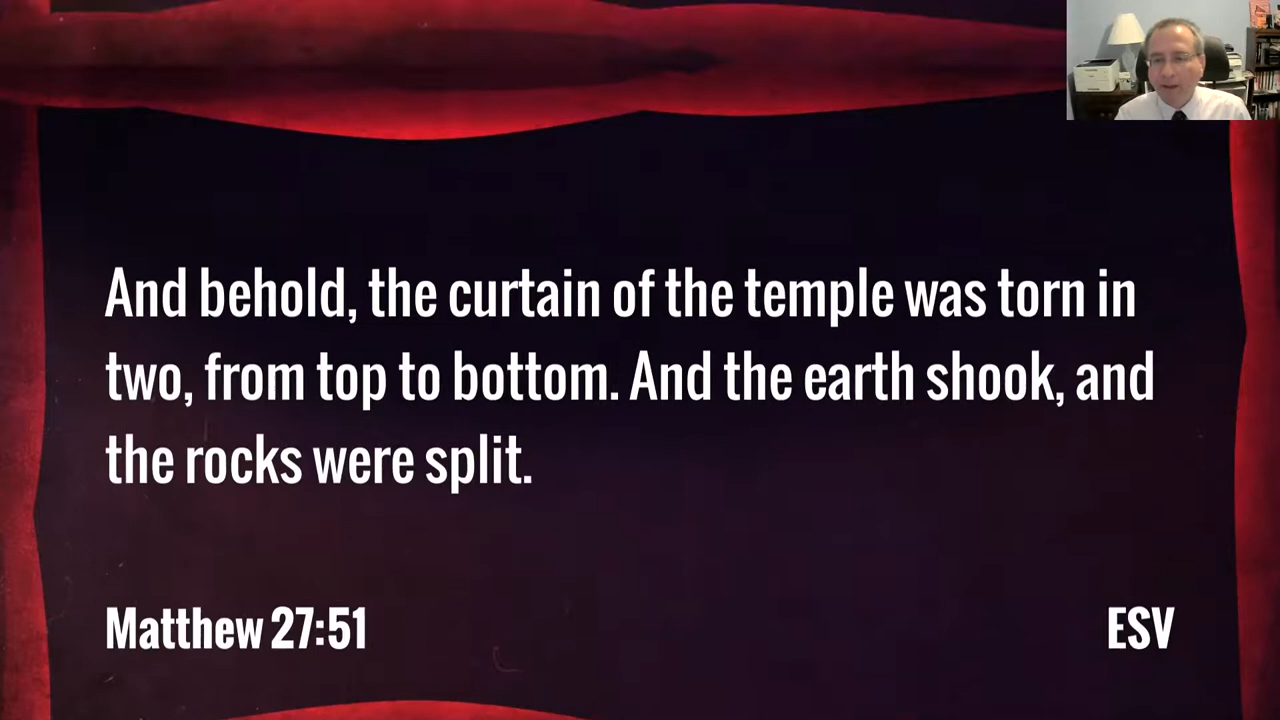 And behold, the curtain of the temple was torn in
two, from top to bottom. And the earth shook, and
the rocks were split.
Matthew 27:51
ESV